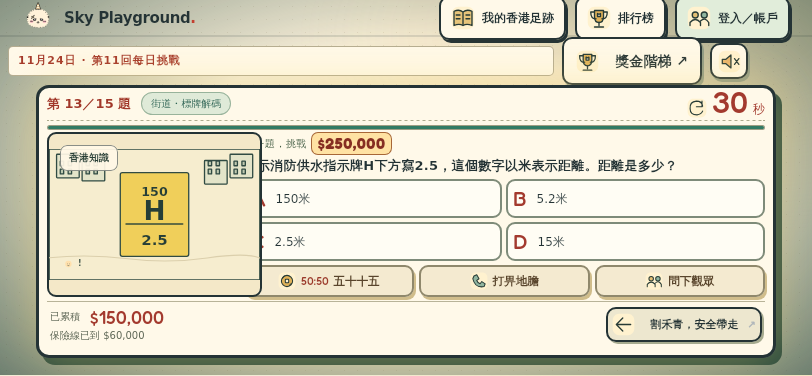 Sky Playground.
我的香港足跡
排行榜
登入／帳戶
11月24日 · 第11回每日挑戰
獎金階梯 ↗
第 13／15 題
街道 · 標牌解碼
30 秒
題，挑戰 $250,000
香港知識
150
H
2.5
!
示消防供水指示牌H下方寫2.5，這個數字以米表示距離。距離是多少？
150米
B 5.2米
2.5米
D 15米
50:50 五十十五
打畀地膽
問下觀眾
已累積 $150,000
保險線已到 $60,000
割禾青，安全帶走 ↗